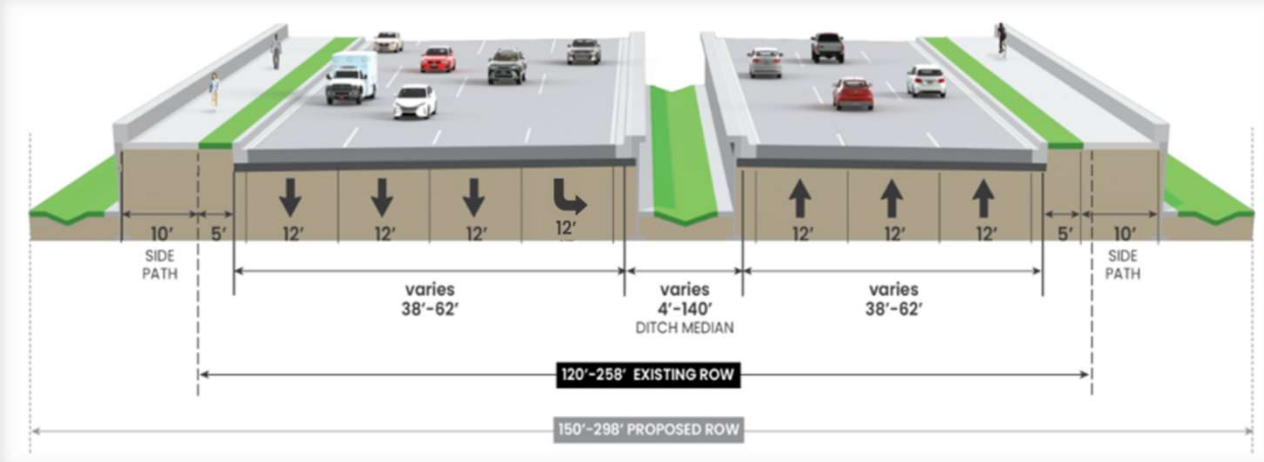 10’ 5’ 12’ 12’ 12’ 12’ 12’ 12’ 12’ 5’ 10’
SIDE
PATH
SIDE
PATH
varies
38’-62’
varies
4’-140’
DITCH MEDIAN
varies
38’-62’
120’-258’ EXISTING ROW
150’-298’ PROPOSED ROW